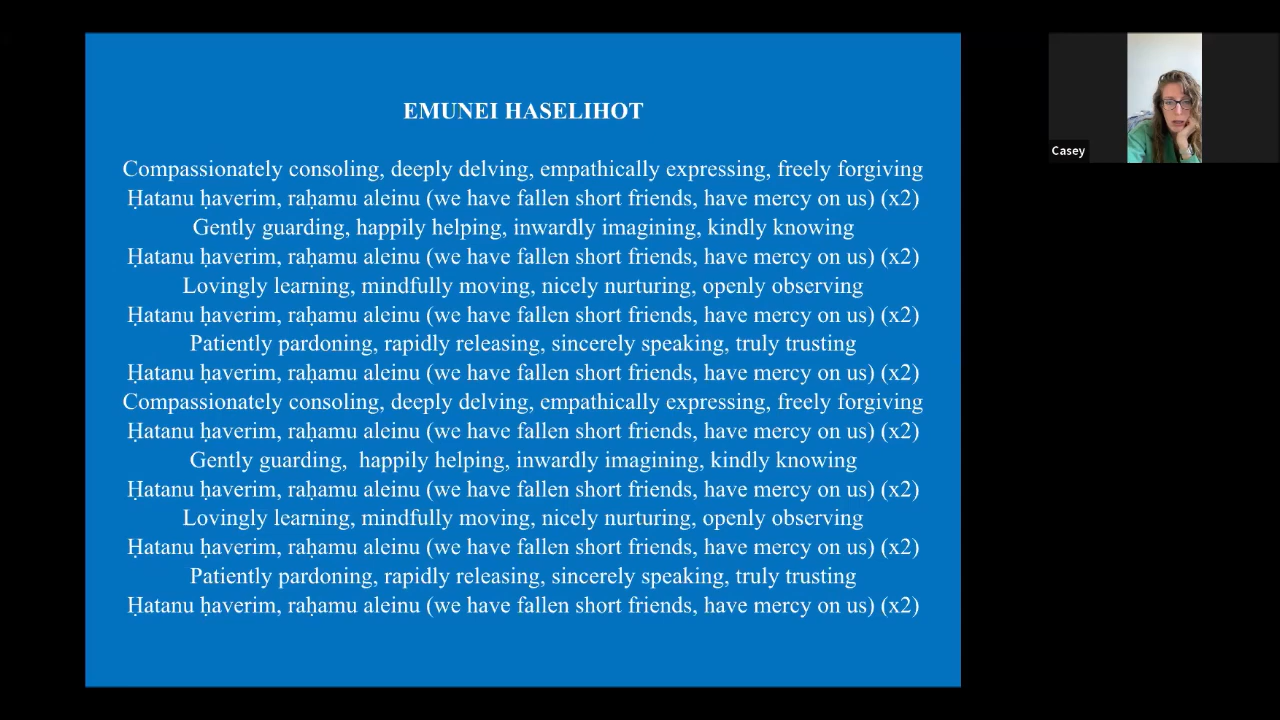 EMUNEI HASELIHOT
Compassionately consoling, deeply delving, empathically expressing, freely forgiving
Ḥatanu ḥaverim, raḥamu aleinu (we have fallen short friends, have mercy on us) (x2)
Gently guarding, happily helping, inwardly imagining, kindly knowing
Ḥatanu ḥaverim, raḥamu aleinu (we have fallen short friends, have mercy on us) (x2)
Lovingly learning, mindfully moving, nicely nurturing, openly observing
Ḥatanu ḥaverim, raḥamu aleinu (we have fallen short friends, have mercy on us) (x2)
Patiently pardoning, rapidly releasing, sincerely speaking, truly trusting
Ḥatanu ḥaverim, raḥamu aleinu (we have fallen short friends, have mercy on us) (x2)
Compassionately consoling, deeply delving, empathically expressing, freely forgiving
Ḥatanu ḥaverim, raḥamu aleinu (we have fallen short friends, have mercy on us) (x2)
Gently guarding,  happily helping, inwardly imagining, kindly knowing
Ḥatanu ḥaverim, raḥamu aleinu (we have fallen short friends, have mercy on us) (x2)
Lovingly learning, mindfully moving, nicely nurturing, openly observing
Ḥatanu ḥaverim, raḥamu aleinu (we have fallen short friends, have mercy on us) (x2)
Patiently pardoning, rapidly releasing, sincerely speaking, truly trusting
Ḥatanu ḥaverim, raḥamu aleinu (we have fallen short friends, have mercy on us) (x2)
Casey